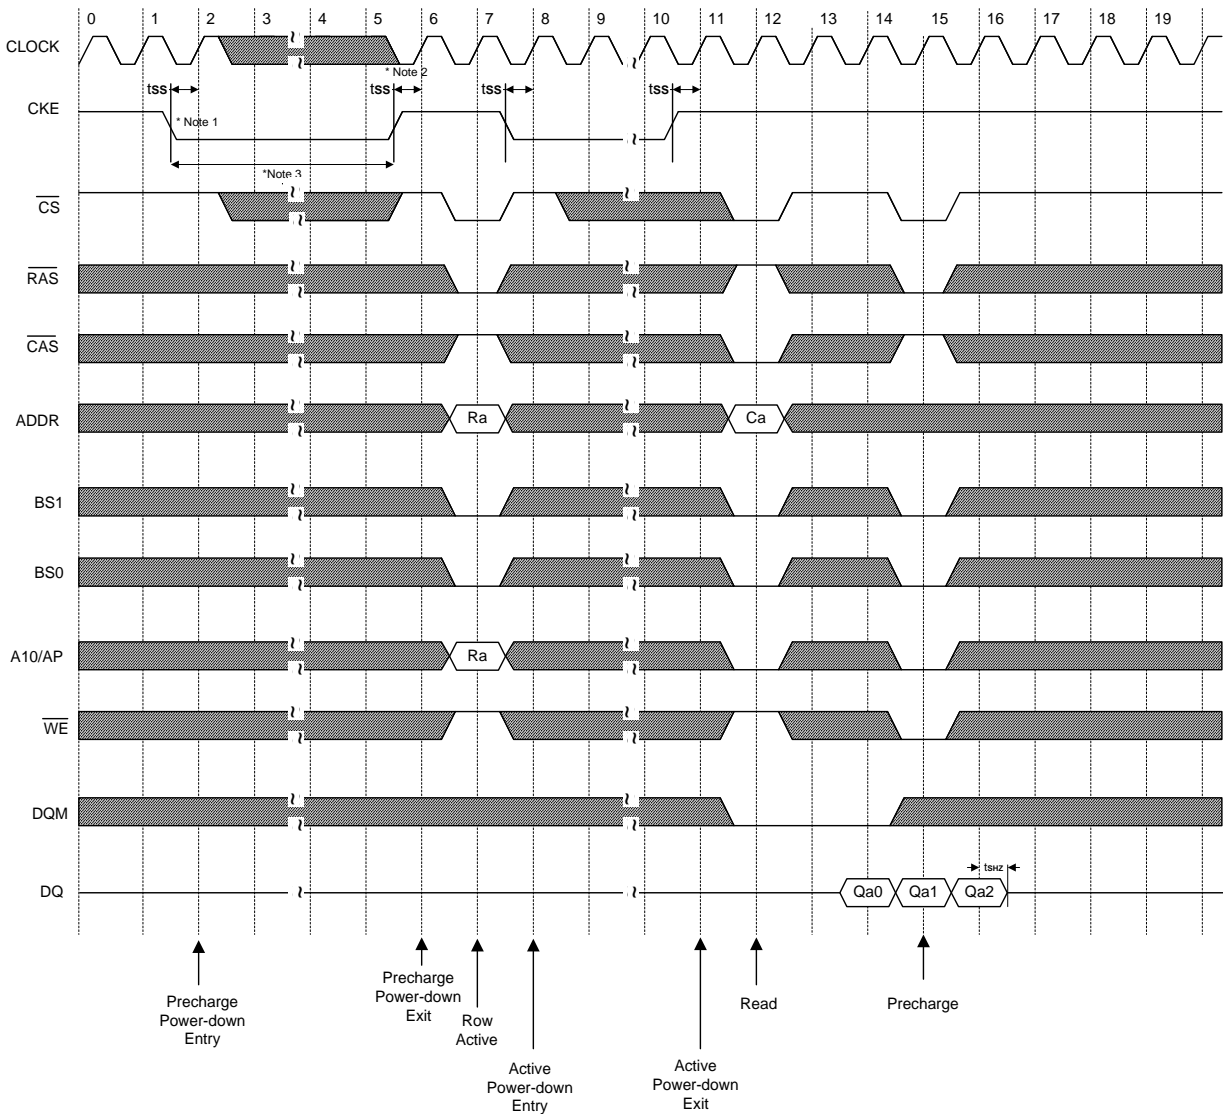 0 1 2 3 4 5 6 7 8 9 10 11 12 13 14 15 16 17 18 19
CLOCK
* Note 2
tss tss tss tss
CKE
* Note 1
*Note 3
CS
RAS
CAS
ADDR Ra Ca
BS1
BS0
A10/AP Ra
WE
DQM
tSHZ
DQ Qa0 Qa1 Qa2
Precharge
Power-down
Entry
Precharge
Power-down
Exit
Row
Active
Active
Power-down
Entry
Active
Power-down
Exit
Read
Precharge